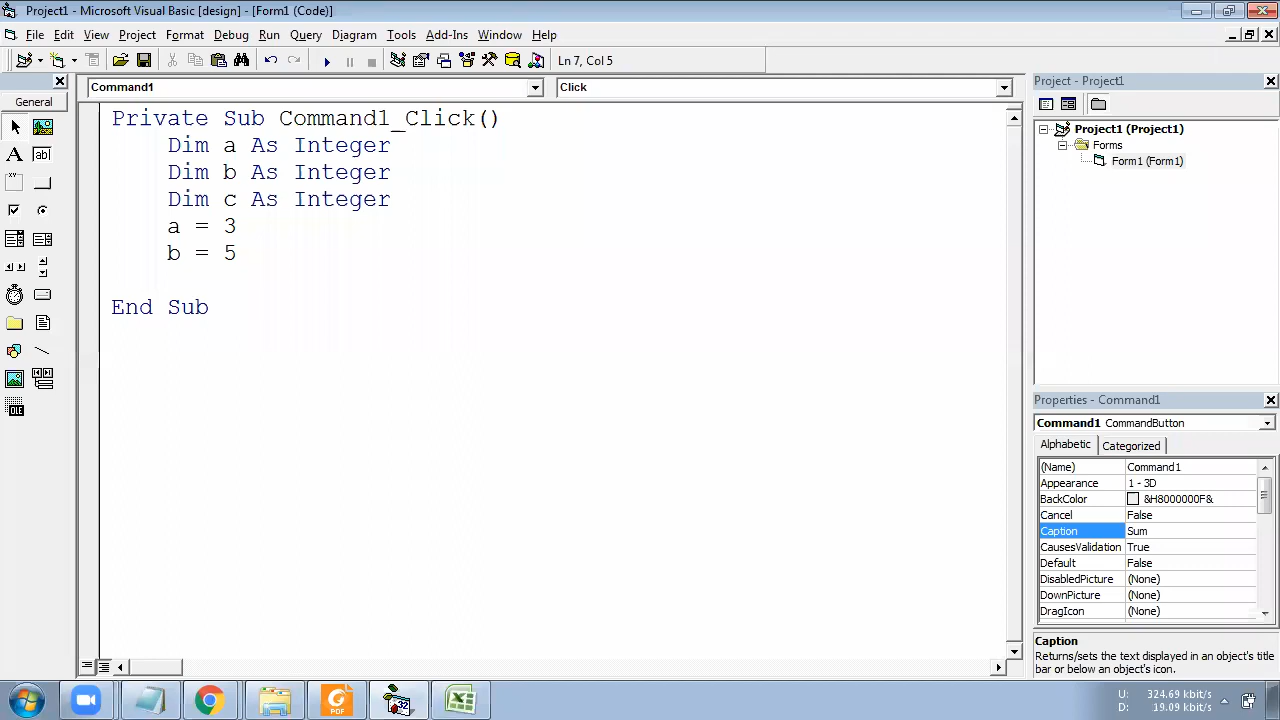 Project1 - Microsoft Visual Basic [design] - [Form1 (Code)]
File Edit View Project Format Debug Run Query Diagram Tools Add-Ins Window Help
Ln 7, Col 5
General
Command1
Click
Private Sub Command1_Click()
Dim a As Integer
Dim b As Integer
Dim c As Integer
a = 3
b = 5
End Sub
Project - Project1
Project1 (Project1)
Forms
Form1 (Form1)
Properties - Command1
Command1 CommandButton
Alphabetic Categorized
(Name) Command1
Appearance 1 - 3D
BackColor &H8000000F&
Cancel False
Caption Sum
CausesValidation True
Default False
DisabledPicture (None)
DownPicture (None)
DragIcon (None)
Caption
Returns/sets the text displayed in an object's title
bar or below an object's icon.
A
ab|
OLE
PDF
32
U: 324.69 kbit/s
D: 19.09 kbit/s